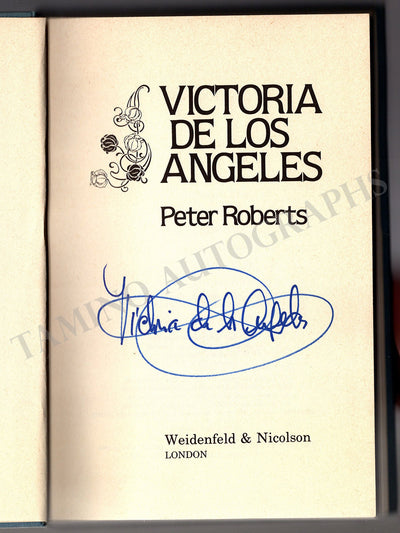 VICTORIA
DE LOS
ANGELES
Peter Roberts
TAMINO AUTOGRAPHS
Victoria de los Angeles
Weidenfeld & Nicolson
LONDON